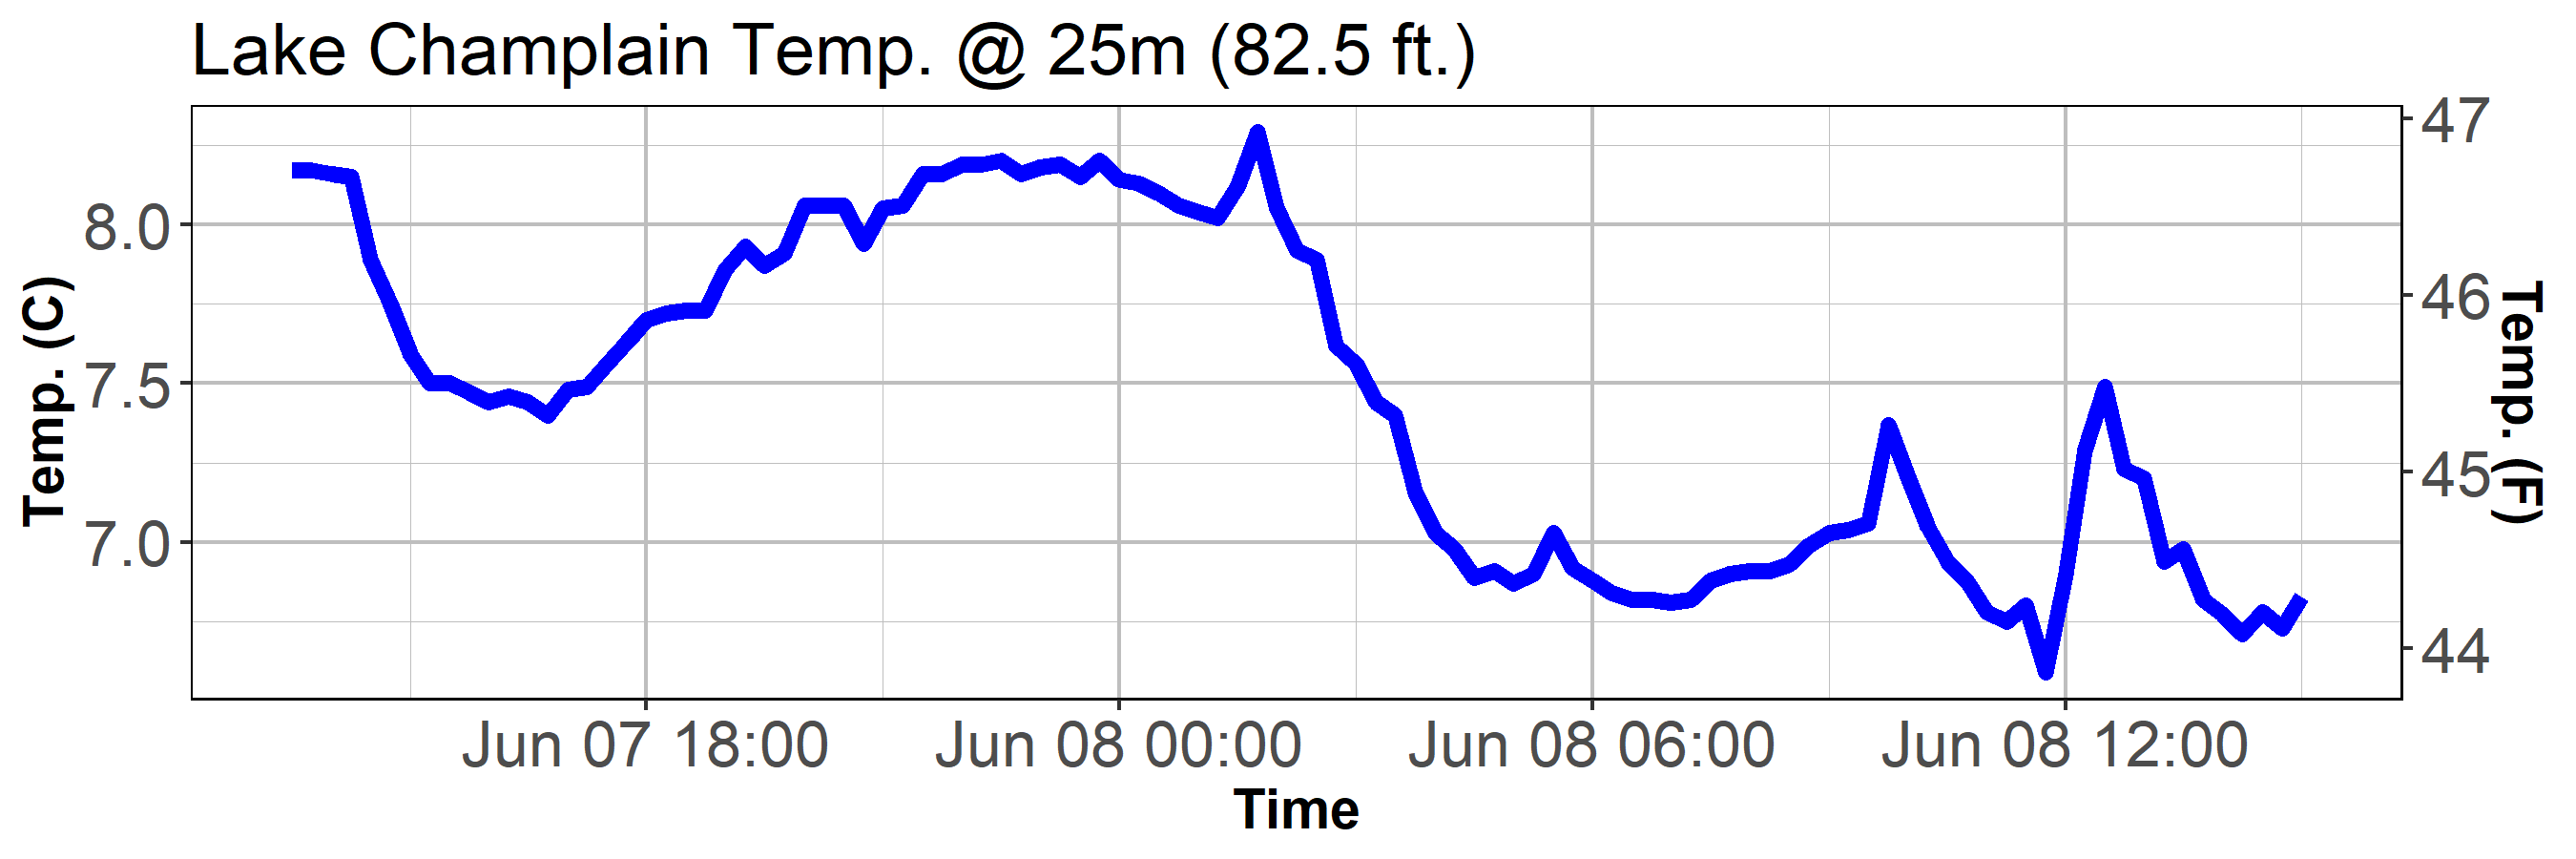 Lake Champlain Temp. @ 25m (82.5 ft.)
47
8.0
46
7.5
45
7.0
44
Temp. (C)
Temp. (F)
Jun 07 18:00 Jun 08 00:00 Jun 08 06:00 Jun 08 12:00
Time